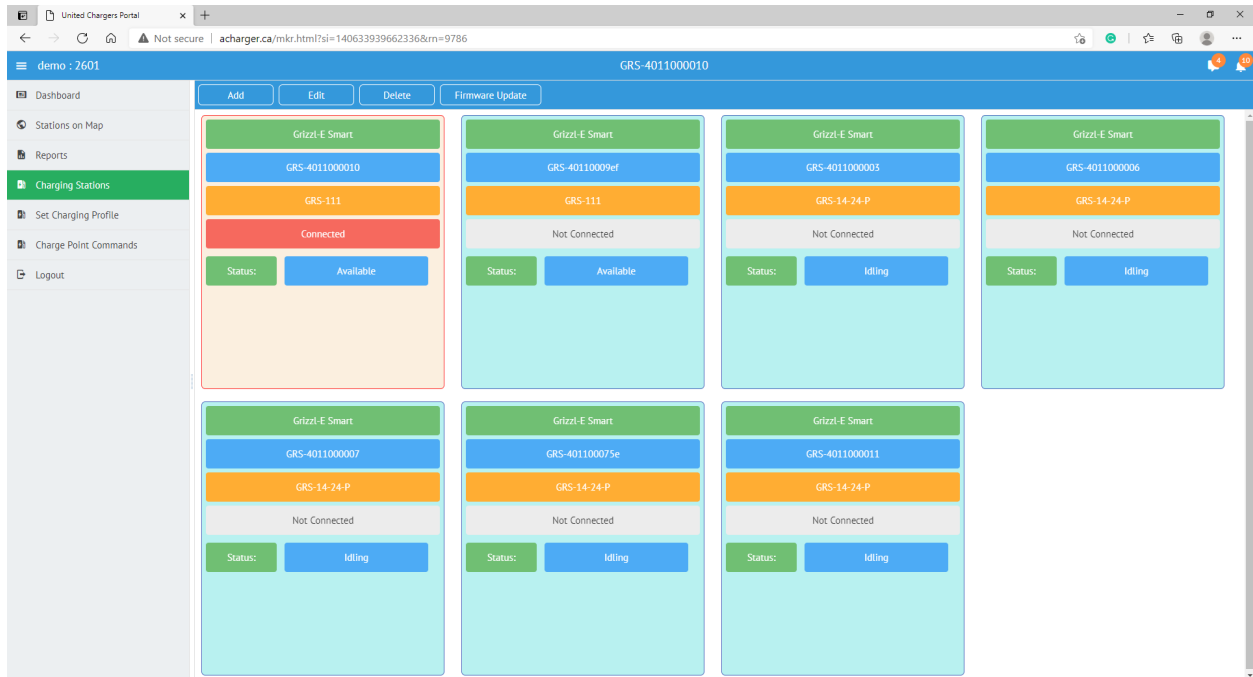 United Chargers Portal
Not secure | acharger.ca/mkr.html?si=140633939662336&rn=9786
demo : 2601
GRS-4011000010
4
10
Dashboard
Stations on Map
Reports
Charging Stations
Set Charging Profile
Charge Point Commands
Logout
Add Edit Delete Firmware Update
Grizzl-E Smart
GRS-4011000010
GRS-111
Connected
Status: Available
Grizzl-E Smart
GRS-40110009ef
GRS-111
Not Connected
Status: Available
Grizzl-E Smart
GRS-4011000003
GRS-14-24-P
Not Connected
Status: Idling
Grizzl-E Smart
GRS-4011000006
GRS-14-24-P
Not Connected
Status: Idling
Grizzl-E Smart
GRS-4011000007
GRS-14-24-P
Not Connected
Status: Idling
Grizzl-E Smart
GRS-401100075e
GRS-14-24-P
Not Connected
Status: Idling
Grizzl-E Smart
GRS-4011000011
GRS-14-24-P
Not Connected
Status: Idling